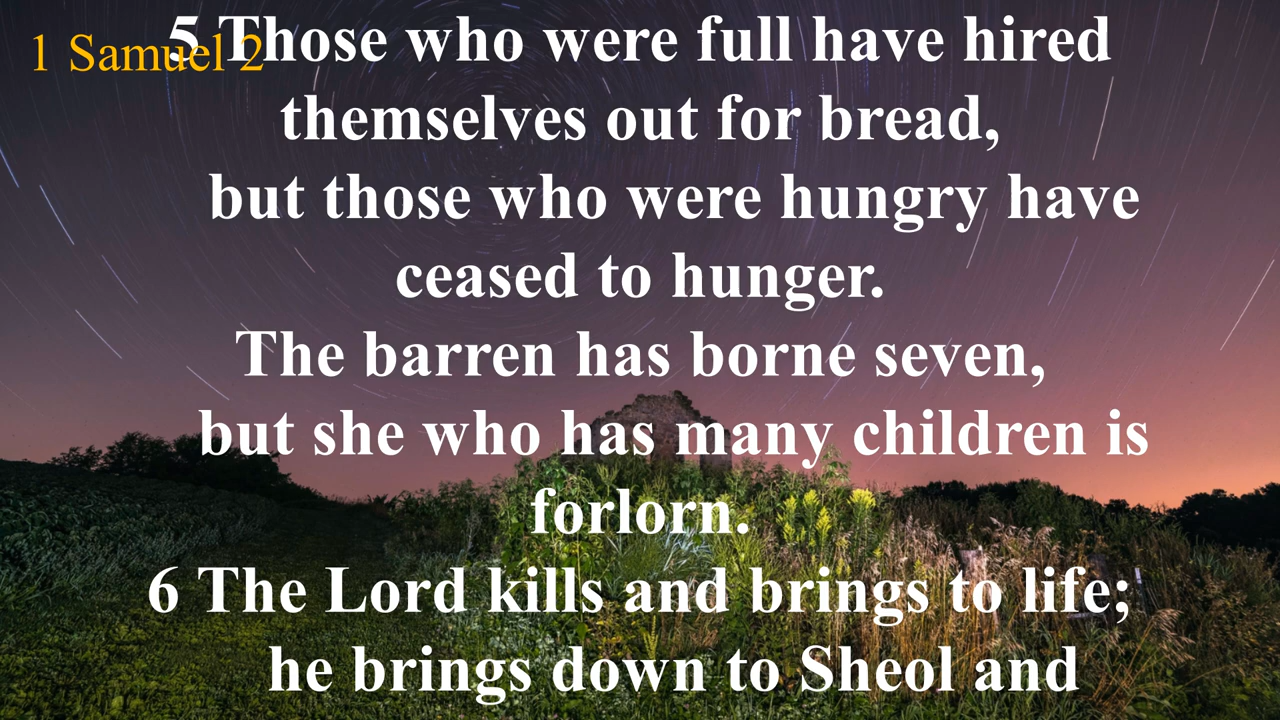 1 Samuel 2
5 Those who were full have hired
themselves out for bread,
but those who were hungry have
ceased to hunger.
The barren has borne seven,
but she who has many children is
forlorn.
6 The Lord kills and brings to life;
he brings down to Sheol and